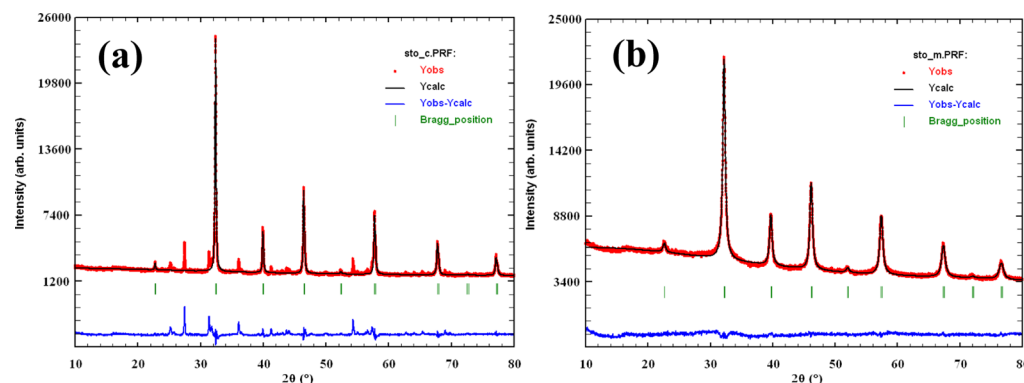 (a)
sto_c.PRF:
Yobs
Ycalc
Yobs-Ycalc
Bragg_position
Intensity (arb. units)
26000
19800
13600
7400
1200
10 20 30 40 50 60 70 80
2θ (°)
(b)
sto_m.PRF:
Yobs
Ycalc
Yobs-Ycalc
Bragg_position
Intensity (arb. units)
25000
19600
14200
8800
3400
10 20 30 40 50 60 70 80
2θ (°)